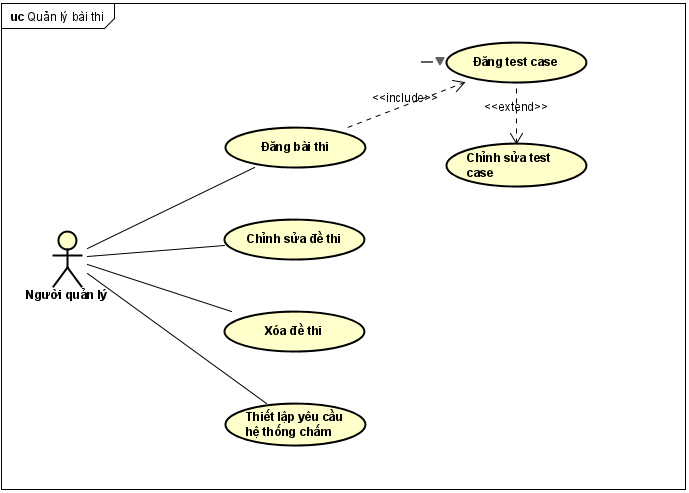 uc Quản lý bài thi
Đăng test case
<<include>>
<<extend>>
Đăng bài thi
Chỉnh sửa test
case
Chỉnh sửa đề thi
Người quản lý
Xóa đề thi
Thiết lập yêu cầu
hệ thống chấm